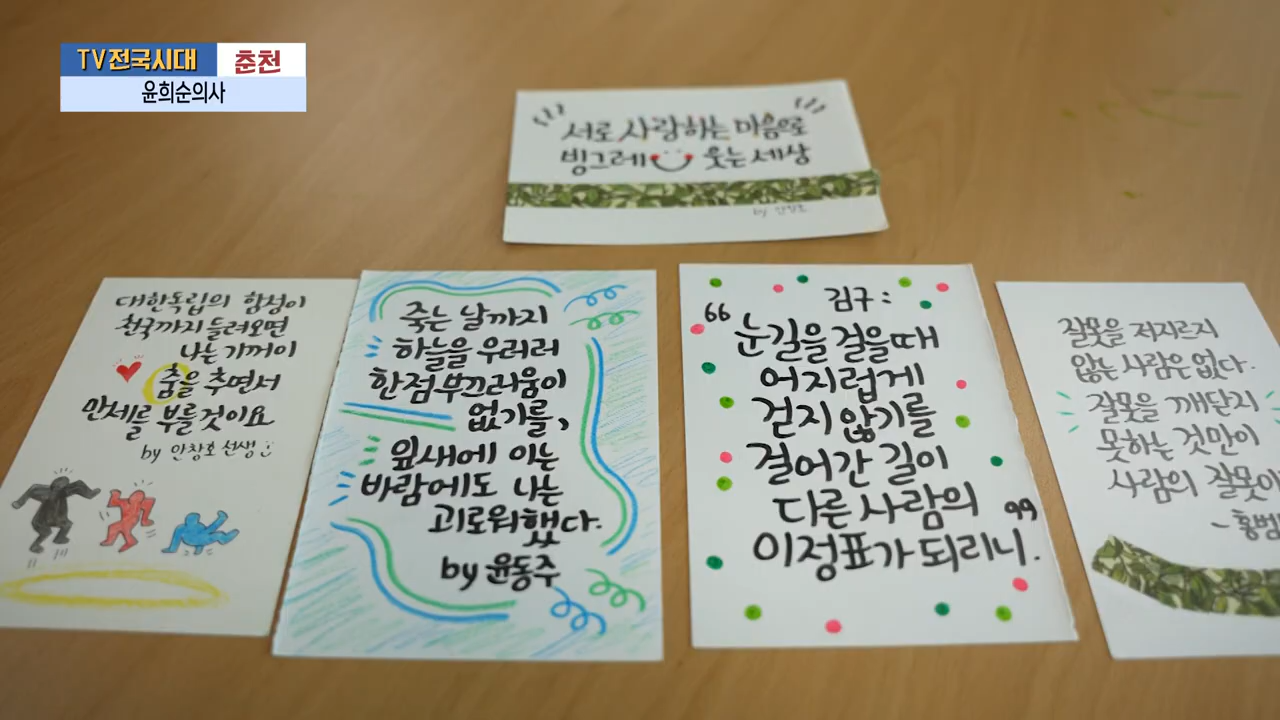 TV전국시대 춘천
윤희순의사
서로 사랑하는 마음으로
빙그레 웃는 세상
by 안창호
대한독립의 함성이
천국까지 들려오면
나는 기꺼이
춤을 추면서
만세를 부를것이요
by 안창호 선생
죽는 날까지
하늘을 우러러
한점 부끄러움이
없기를,
잎새에 이는
바람에도 나는
괴로워했다.
by 윤동주
김구 :
“ 눈길을 걸을때
어지럽게
걷지 않기를
걸어간 길이
다른 사람의 ”
이정표가 되리니.
잘못을 저지르지
않는 사람은 없다.
잘못을 깨닫지
못하는 것만이
사람의 잘못이
- 홍범